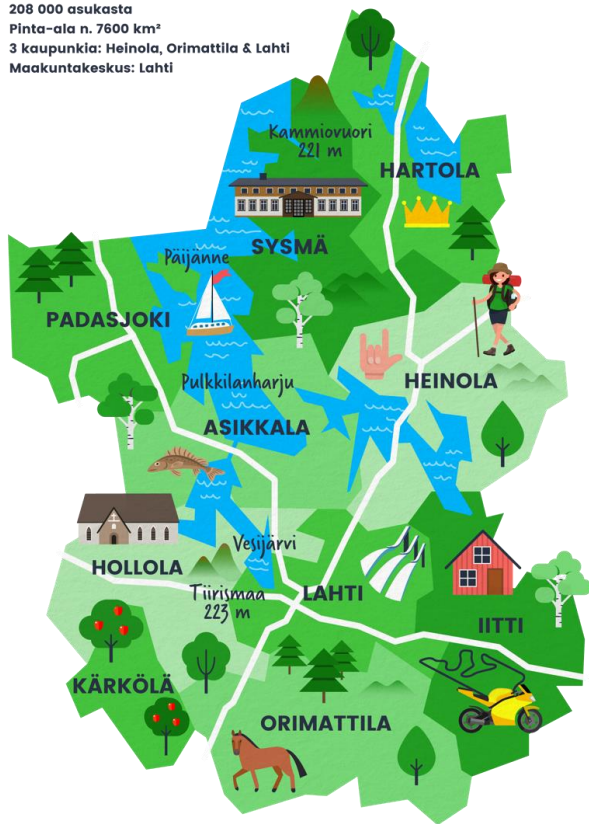 208 000 asukasta
Pinta-ala n. 7600 km²
3 kaupunkia: Heinola, Orimattila & Lahti
Maakuntakeskus: Lahti
Kammiovuori
221 m
HARTOLA
SYSMÄ
Päijänne
PADASJOKI
Pulkkilanharju
HEINOLA
ASIKKALA
Vesijärvi
HOLLOLA
Tiirismaa
223 m
LAHTI
IITTI
KÄRKÖLÄ
ORIMATTILA